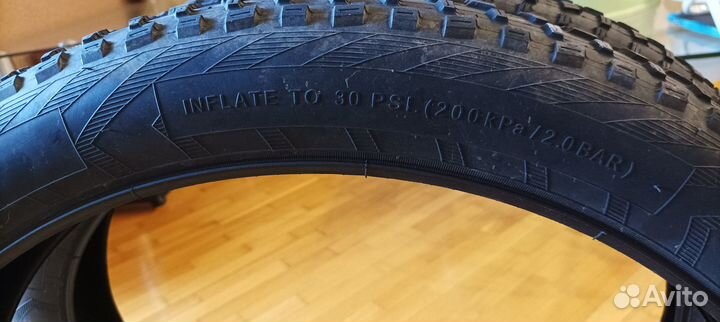 INFLATE TO 30 PSI (200kPa/2.0BAR)
Avito